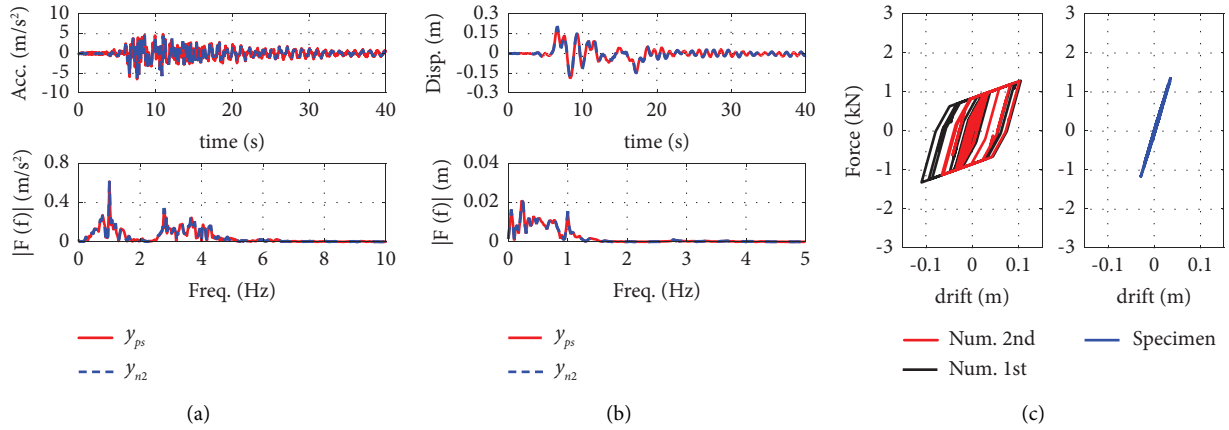 Acc. (m/s²)
10
5
0
-5
-10
0 10 20 30 40
time (s)
|F (f)| (m/s²)
0.8
0.4
0
0 2 4 6 8 10
Freq. (Hz)
y_ps
y_n2
(a)
Disp. (m)
0.3
0.15
0
-0.15
-0.3
0 10 20 30 40
time (s)
|F (f)| (m)
0.04
0.02
0
0 1 2 3 4 5
Freq. (Hz)
y_ps
y_n2
(b)
Force (kN)
3
2
1
0
-1
-2
-3
-0.1 0 0.1
drift (m)
Num. 2nd
Num. 1st
3
2
1
0
-1
-2
-3
-0.1 0 0.1
drift (m)
Specimen
(c)